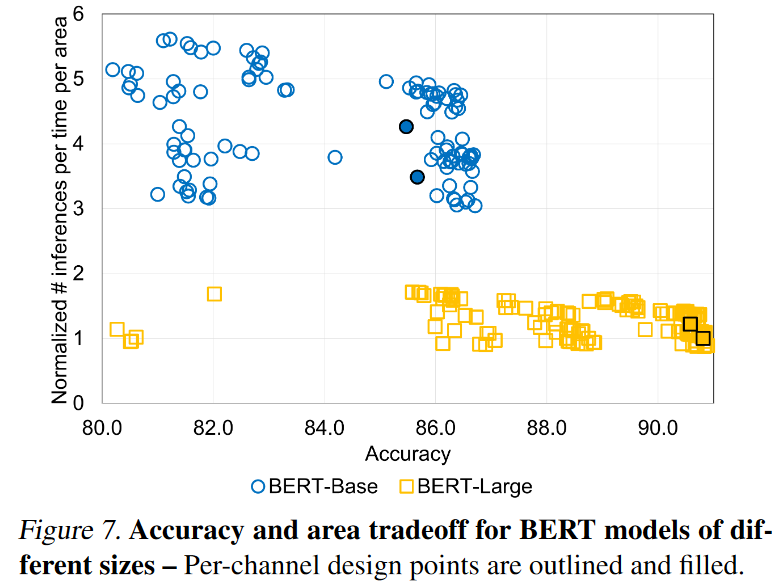 6
5
4
3
2
1
0
Normalized # inferences per time per area
80.0 82.0 84.0 86.0 88.0 90.0
Accuracy
BERT-Base BERT-Large
Figure 7. Accuracy and area tradeoff for BERT models of dif-
ferent sizes – Per-channel design points are outlined and filled.